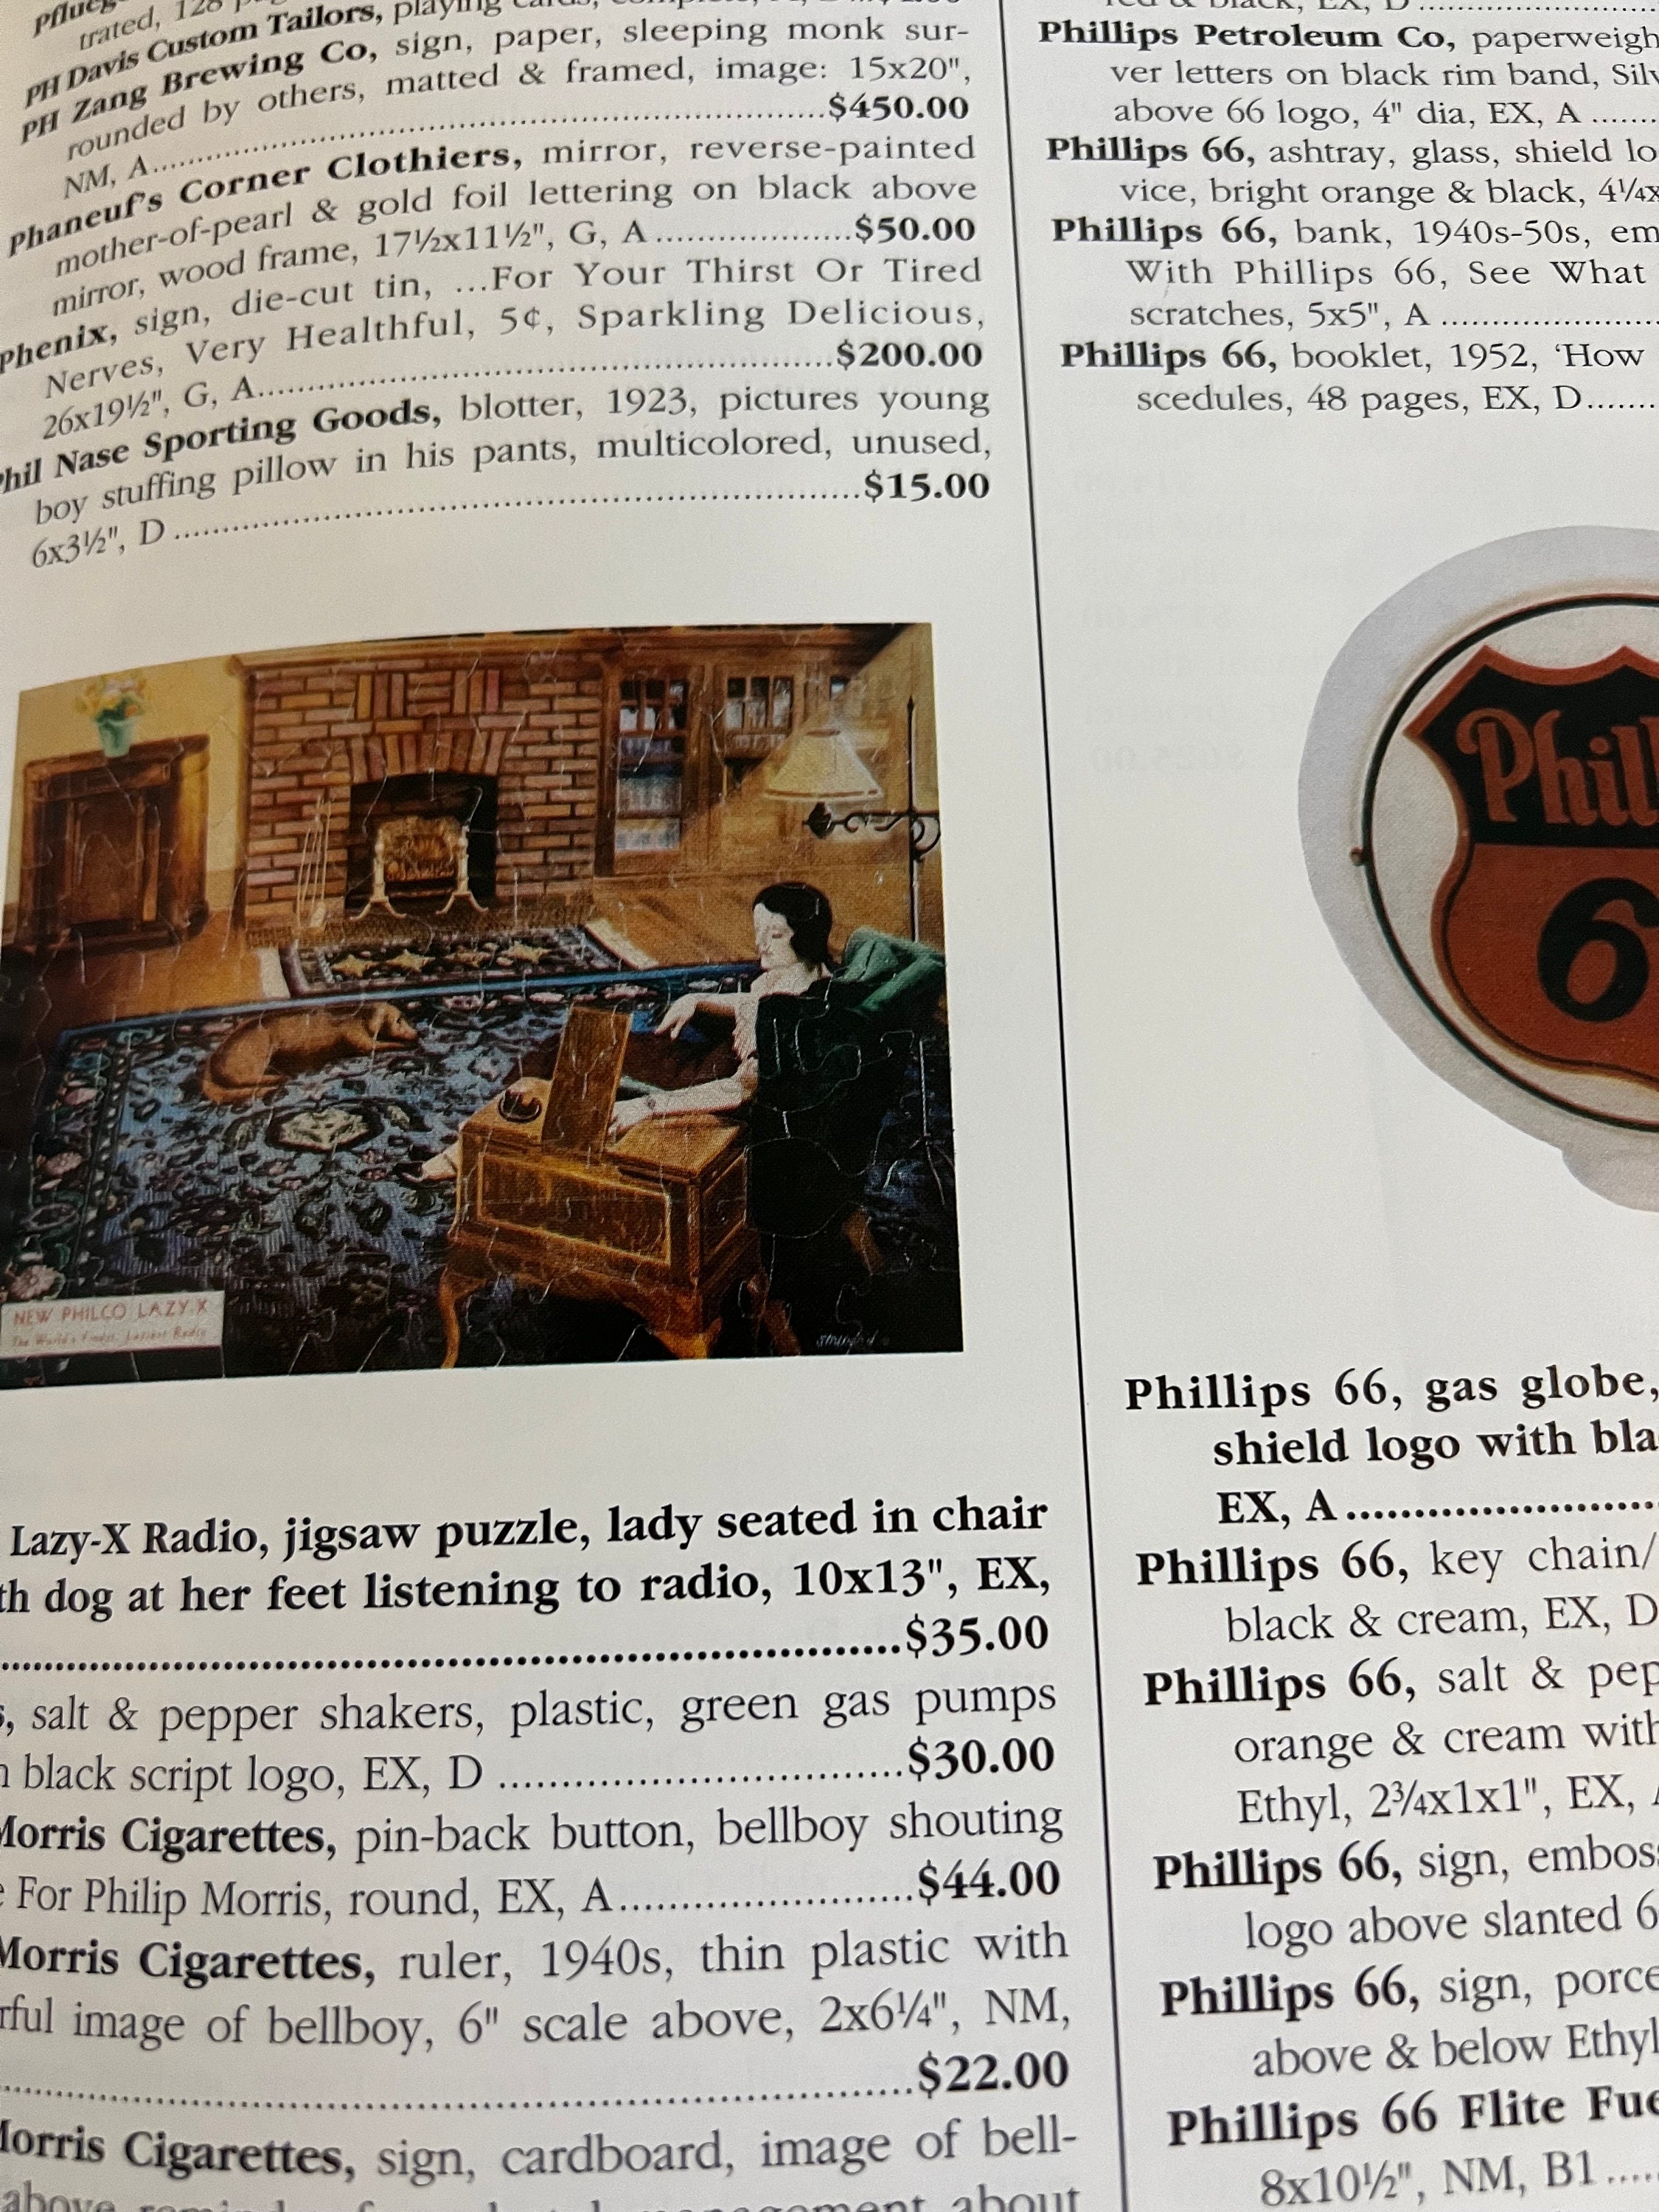 trated, 128
PH Davis Custom Tailors, playing cards,
PH Zang Brewing Co, sign, paper, sleeping monk sur-
rounded by others, matted & framed, image: 15x20",
NM, A..........$450.00
Phaneuf's Corner Clothiers, mirror, reverse-painted
mother-of-pearl & gold foil lettering on black above
mirror, wood frame, 17½x11½", G, A..........$50.00
Phenix, sign, die-cut tin, ...For Your Thirst Or Tired
Nerves, Very Healthful, 5¢, Sparkling Delicious,
26x19½", G, A..........$200.00
Phil Nase Sporting Goods, blotter, 1923, pictures young
boy stuffing pillow in his pants, multicolored, unused,
6x3½", D ..........$15.00
NEW PHILCO LAZY-X
The World's Finest, Laziest Radio
Lazy-X Radio, jigsaw puzzle, lady seated in chair
th dog at her feet listening to radio, 10x13", EX,
..........$35.00
s, salt & pepper shakers, plastic, green gas pumps
black script logo, EX, D ..........$30.00
Morris Cigarettes, pin-back button, bellboy shouting
For Philip Morris, round, EX, A..........$44.00
Morris Cigarettes, ruler, 1940s, thin plastic with
rful image of bellboy, 6" scale above, 2x6¼", NM,
..........$22.00
Morris Cigarettes, sign, cardboard, image of bell-
about
Phillips Petroleum Co, paperweigh
ver letters on black rim band, Silv
above 66 logo, 4" dia, EX, A ..........
Phillips 66, ashtray, glass, shield lo
vice, bright orange & black, 4¼x
Phillips 66, bank, 1940s-50s, em
With Phillips 66, See What
scratches, 5x5", A ..........
Phillips 66, booklet, 1952, 'How
scedules, 48 pages, EX, D..........
Phill
6
Phillips 66, gas globe,
shield logo with bla
EX, A..........
Phillips 66, key chain/
black & cream, EX, D
Phillips 66, salt & pep
orange & cream with
Ethyl, 2¾x1x1", EX, A
Phillips 66, sign, emboss
logo above slanted 6
Phillips 66, sign, porce
above & below Ethyl
Phillips 66 Flite Fue
8x10½", NM, B1 ..........